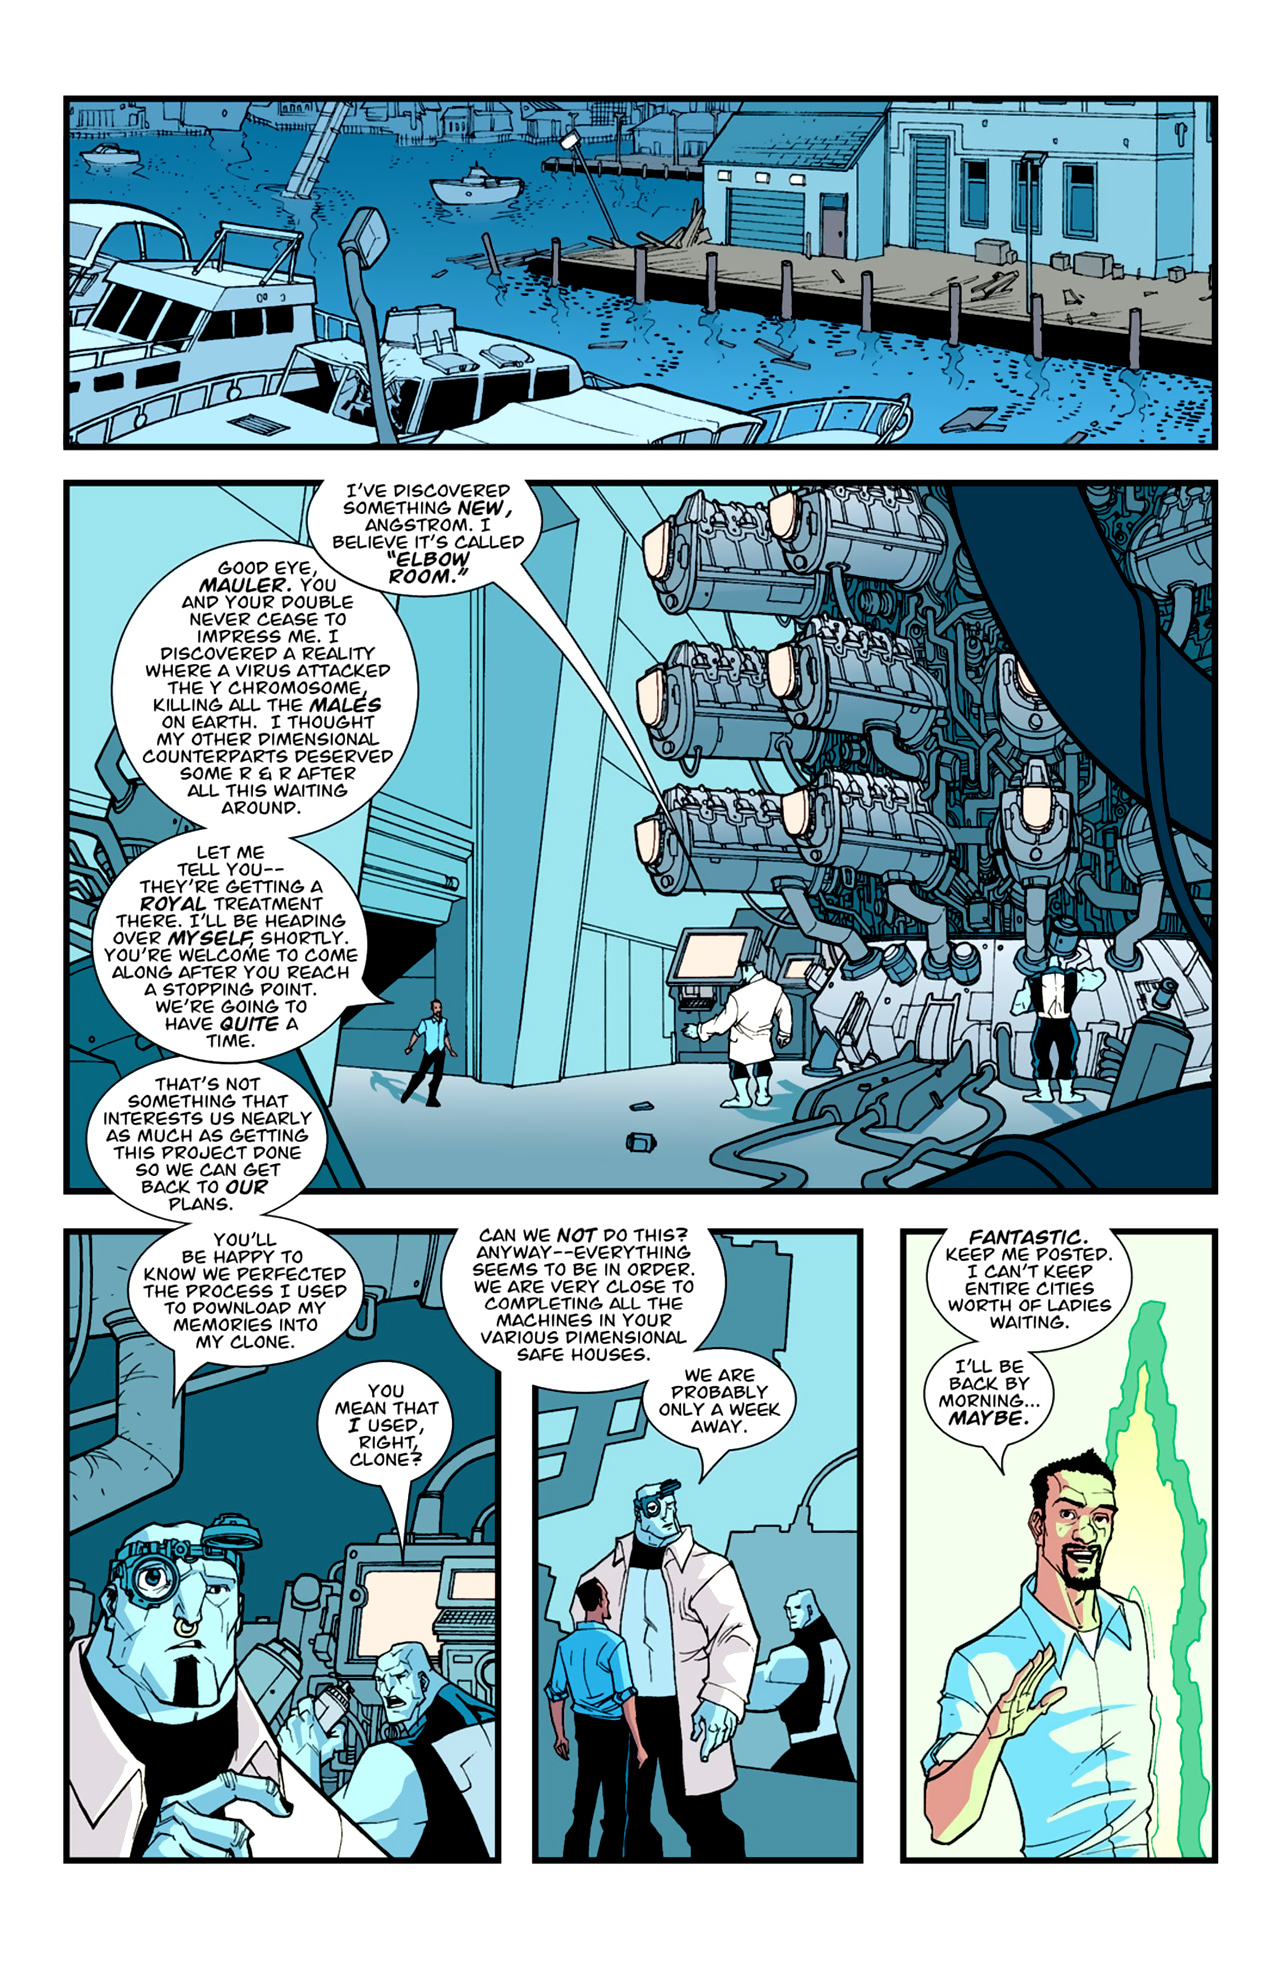 I'VE DISCOVERED
SOMETHING NEW,
ANGSTROM. I
BELIEVE IT'S CALLED
"ELBOW
ROOM."
GOOD EYE,
MAULER. YOU
AND YOUR DOUBLE
NEVER CEASE TO
IMPRESS ME. I
DISCOVERED A REALITY
WHERE A VIRUS ATTACKED
THE Y CHROMOSOME,
KILLING ALL THE MALES
ON EARTH. I THOUGHT
MY OTHER DIMENSIONAL
COUNTERPARTS DESERVED
SOME R & R AFTER
ALL THIS WAITING
AROUND.
LET ME
TELL YOU--
THEY'RE GETTING A
ROYAL TREATMENT
THERE. I'LL BE HEADING
OVER MYSELF, SHORTLY.
YOU'RE WELCOME TO COME
ALONG AFTER YOU REACH
A STOPPING POINT.
WE'RE GOING TO
HAVE QUITE A
TIME.
THAT'S NOT
SOMETHING THAT
INTERESTS US NEARLY
AS MUCH AS GETTING
THIS PROJECT DONE
SO WE CAN GET
BACK TO OUR
PLANS.
YOU'LL
BE HAPPY TO
KNOW WE PERFECTED
THE PROCESS I USED
TO DOWNLOAD MY
MEMORIES INTO
MY CLONE.
YOU
MEAN THAT
I USED,
RIGHT,
CLONE?
CAN WE NOT DO THIS?
ANYWAY--EVERYTHING
SEEMS TO BE IN ORDER.
WE ARE VERY CLOSE TO
COMPLETING ALL THE
MACHINES IN YOUR
VARIOUS DIMENSIONAL
SAFE HOUSES.
WE ARE
PROBABLY
ONLY A WEEK
AWAY.
FANTASTIC.
KEEP ME POSTED.
I CAN'T KEEP
ENTIRE CITIES
WORTH OF LADIES
WAITING.
I'LL BE
BACK BY
MORNING...
MAYBE.